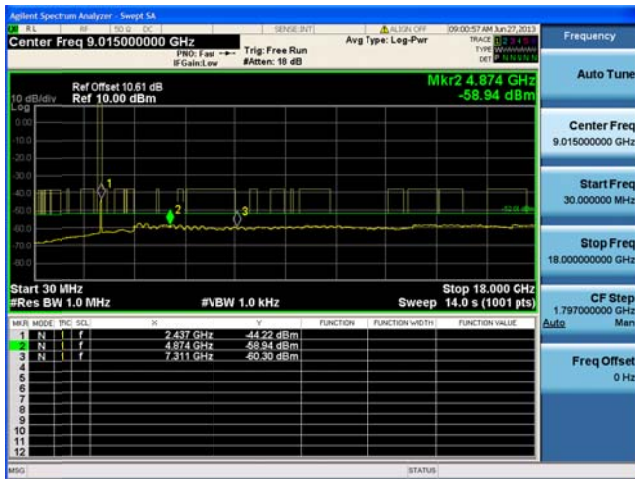 Agilent Spectrum Analyzer - Swept SA
RL RF 50 Ω DC SENSE:INT ALIGN OFF 09:00:57 AM Jun 27, 2013
Center Freq 9.015000000 GHz
PNO: Fast
IFGain:Low
Trig: Free Run
#Atten: 18 dB
Avg Type: Log-Pwr
TRACE 1 2 3 4 5 6
TYPE
DET P N N N N N
Mkr2 4.874 GHz
-58.94 dBm
Ref Offset 10.61 dB
10 dB/div Ref 10.00 dBm
Log
0.00
-10.0
-20.0
-30.0
-40.0
-50.0
-60.0
-70.0
-80.0
1
2
3
Start 30 MHz
Stop 18.000 GHz
#Res BW 1.0 MHz #VBW 1.0 kHz Sweep 14.0 s (1001 pts)
MKR MODE TRC SCL X Y FUNCTION FUNCTION WIDTH FUNCTION VALUE
1 N 1 f 2.437 GHz -44.22 dBm
2 N 1 f 4.874 GHz -58.94 dBm
3 N 1 f 7.311 GHz -60.30 dBm
4
5
6
7
8
9
10
11
12
MSG STATUS
Frequency
Auto Tune
Center Freq
9.015000000 GHz
Start Freq
30.000000 MHz
Stop Freq
18.000000000 GHz
CF Step
1.797000000 GHz
Auto Man
Freq Offset
0 Hz